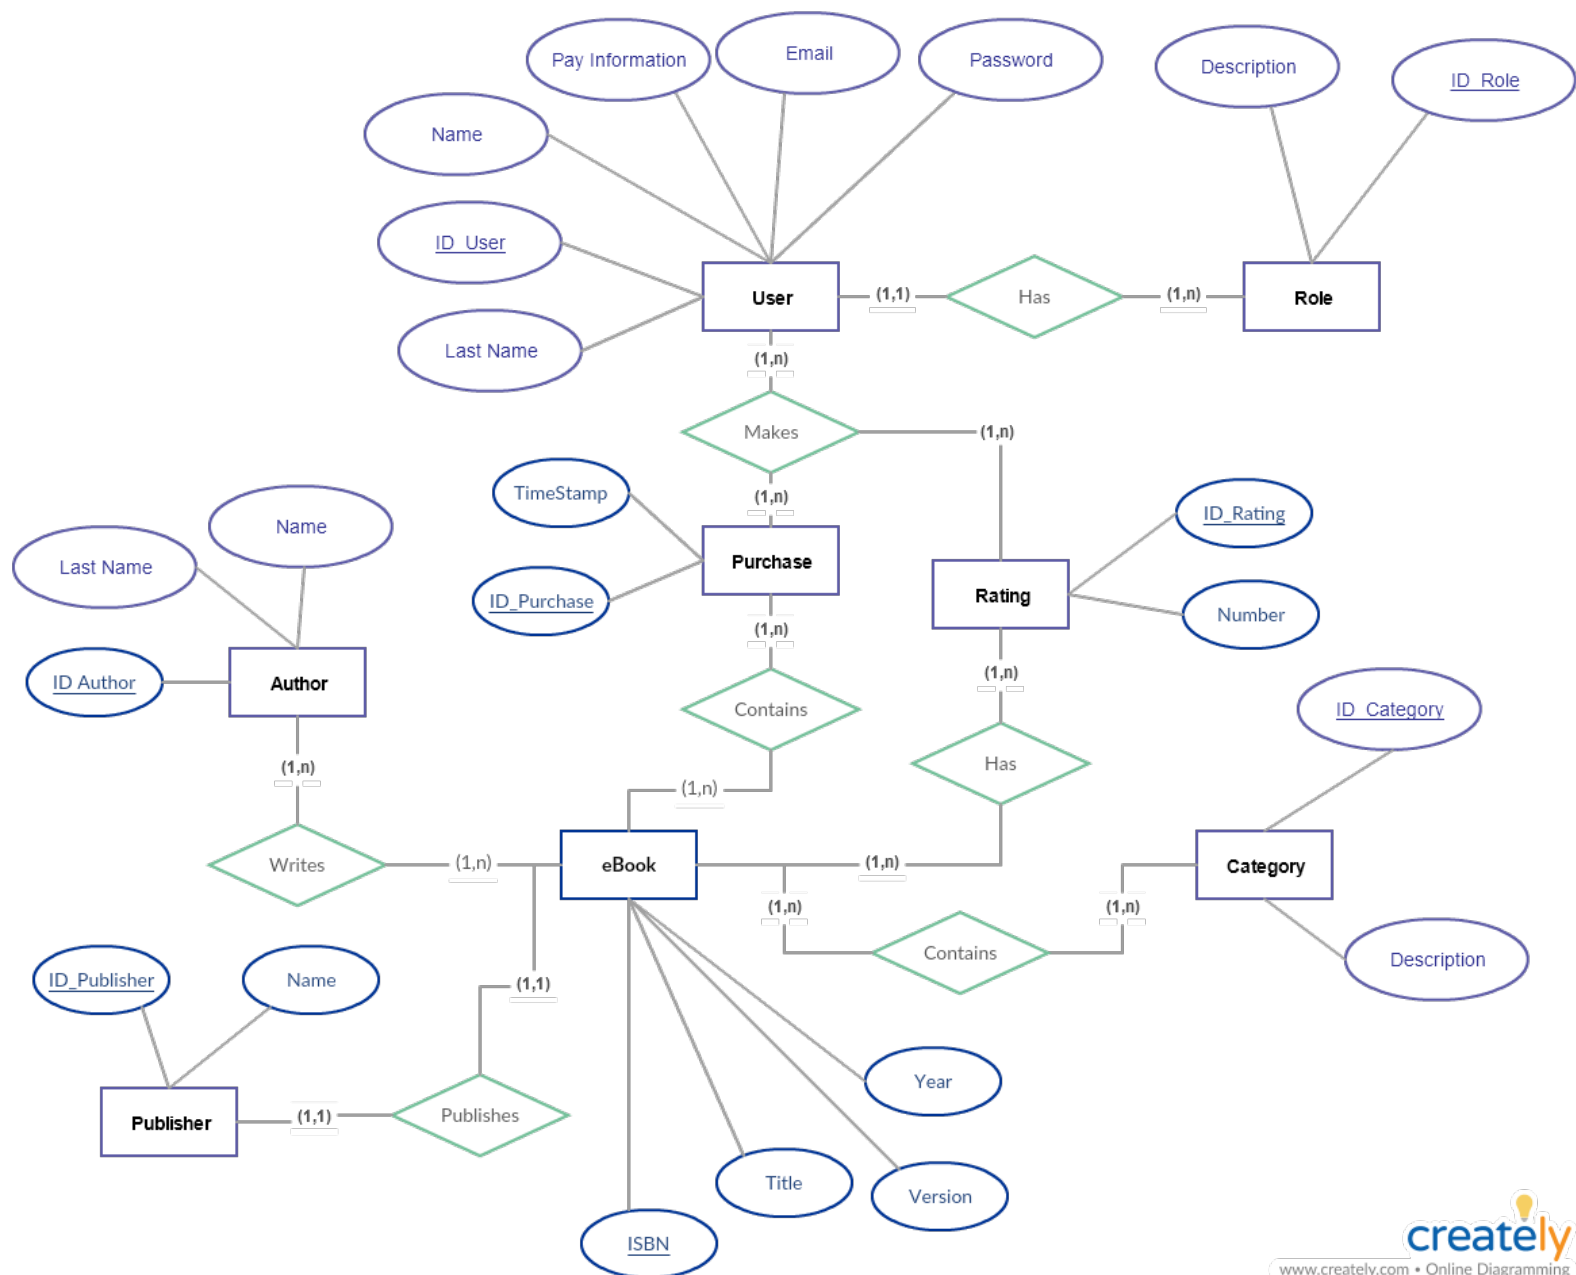 Pay Information
Email
Password
Description
ID_Role
Name
ID_User
Last Name
User
(1,1)
Has
(1,n)
Role
(1,n)
Makes
(1,n)
(1,n)
TimeStamp
ID_Purchase
Purchase
ID_Rating
Number
Rating
Name
Last Name
ID Author
Author
(1,n)
Contains
(1,n)
(1,n)
Has
ID_Category
(1,n)
Writes
(1,n)
eBook
(1,n)
Category
(1,n)
Contains
(1,n)
Description
ID_Publisher
Name
(1,1)
Publisher
(1,1)
Publishes
Year
Title
Version
ISBN
creately
www.creately.com • Online Diagramming